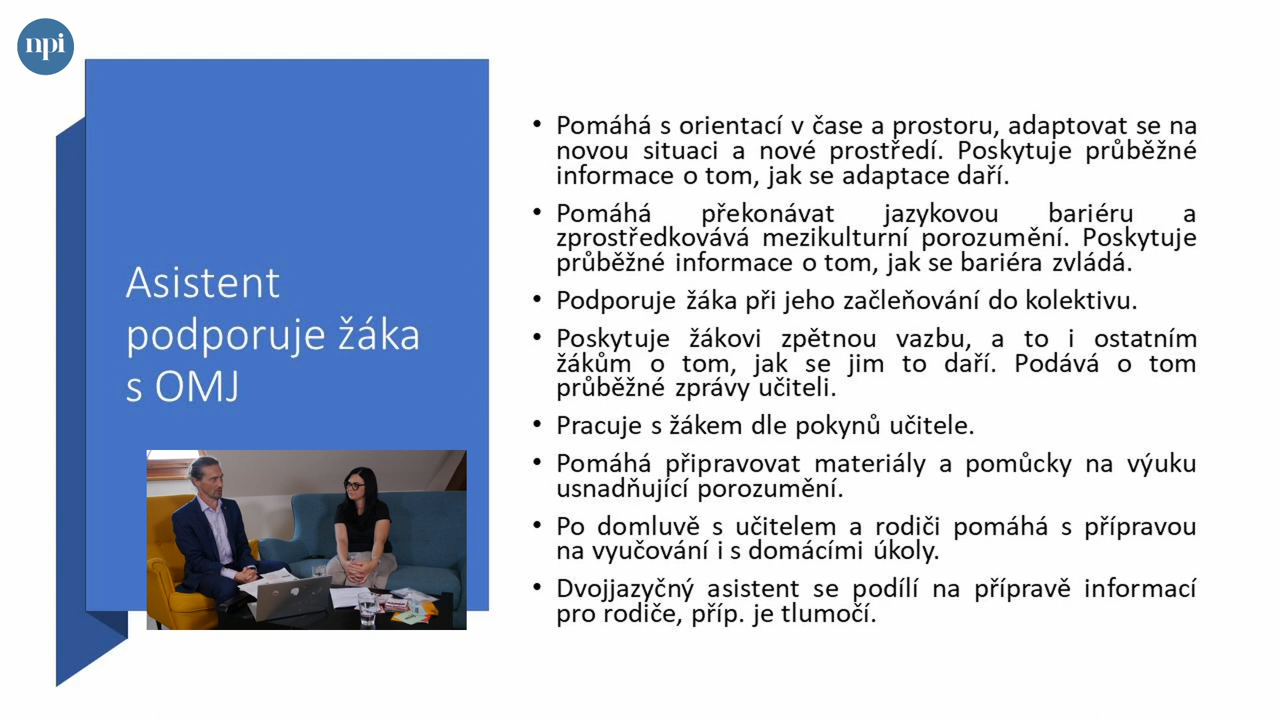 npi
Asistent
podporuje žáka
s OMJ
• Pomáhá s orientací v čase a prostoru, adaptovat se na
novou situaci a nové prostředí. Poskytuje průběžné
informace o tom, jak se adaptace daří.
• Pomáhá překonávat jazykovou bariéru a
zprostředkovává mezikulturní porozumění. Poskytuje
průběžné informace o tom, jak se bariéra zvládá.
• Podporuje žáka při jeho začleňování do kolektivu.
• Poskytuje žákovi zpětnou vazbu, a to i ostatním
žákům o tom, jak se jim to daří. Podává o tom
průběžné zprávy učiteli.
• Pracuje s žákem dle pokynů učitele.
• Pomáhá připravovat materiály a pomůcky na výuku
usnadňující porozumění.
• Po domluvě s učitelem a rodiči pomáhá s přípravou
na vyučování i s domácími úkoly.
• Dvojjazyčný asistent se podílí na přípravě informací
pro rodiče, příp. je tlumočí.